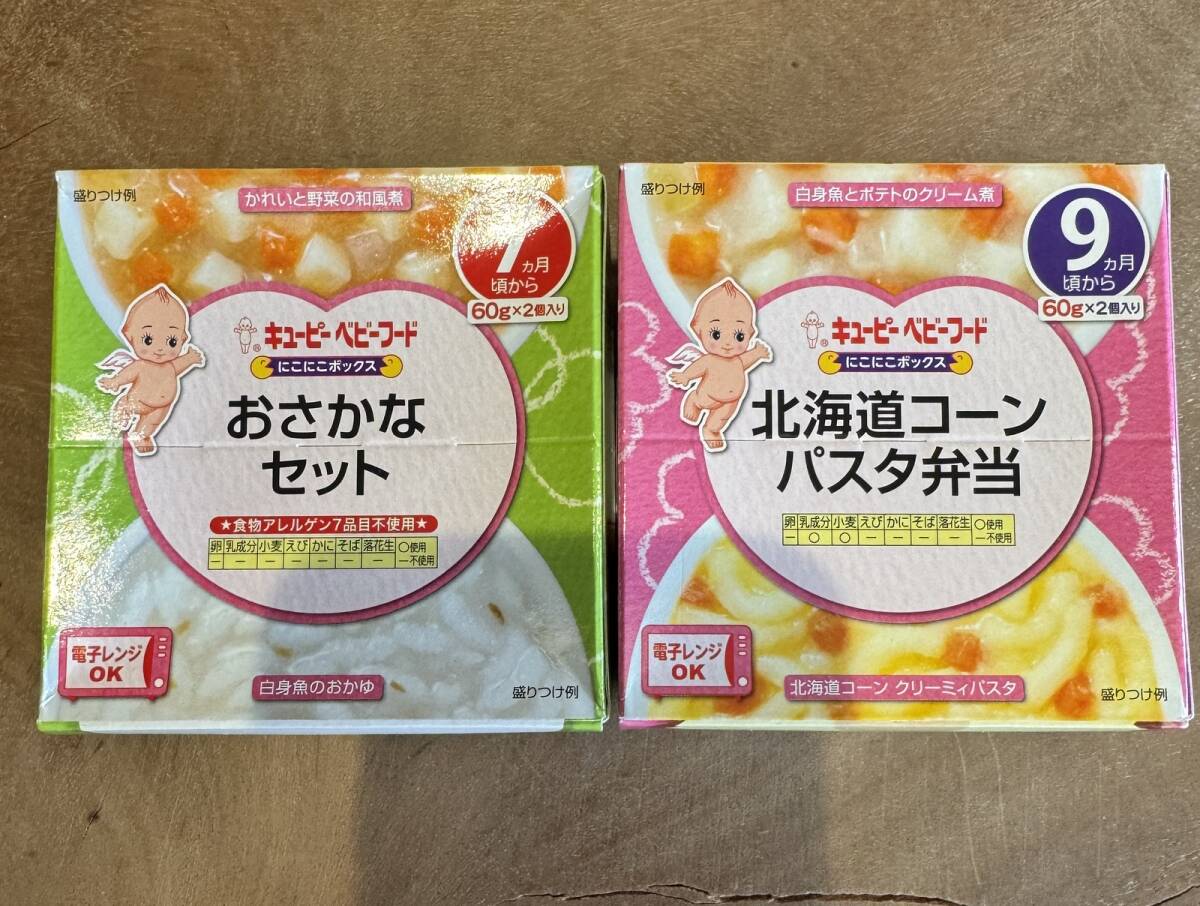 盛りつけ例
かれいと野菜の和風煮
7ヵ月
頃から
60g×2個入り
キユーピー ベビーフード
にこにこボックス
おさかな
セット
★食物アレルゲン7品目不使用★
卵 乳成分 小麦 えび かに そば 落花生 ○使用
ー ー ー ー ー ー ー ー不使用
電子レンジ
OK
白身魚のおかゆ
盛りつけ例
盛りつけ例
白身魚とポテトのクリーム煮
9ヵ月
頃から
60g×2個入り
キユーピー ベビーフード
にこにこボックス
北海道コーン
パスタ弁当
卵 乳成分 小麦 えび かに そば 落花生 ○使用
ー ○ ○ ー ー ー ー ー不使用
電子レンジ
OK
北海道コーン クリーミィパスタ
盛りつけ例